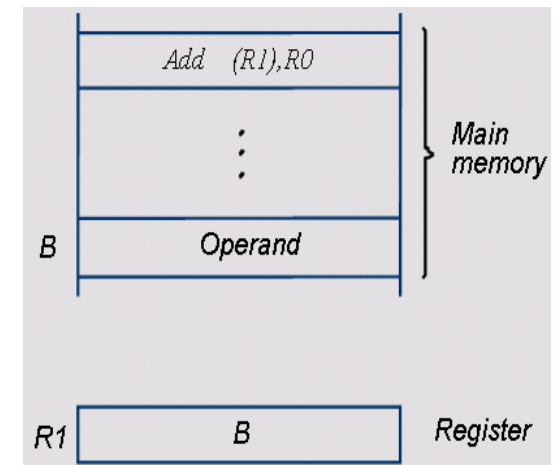 Add (R1),R0
Main
memory
B Operand
R1 B Register